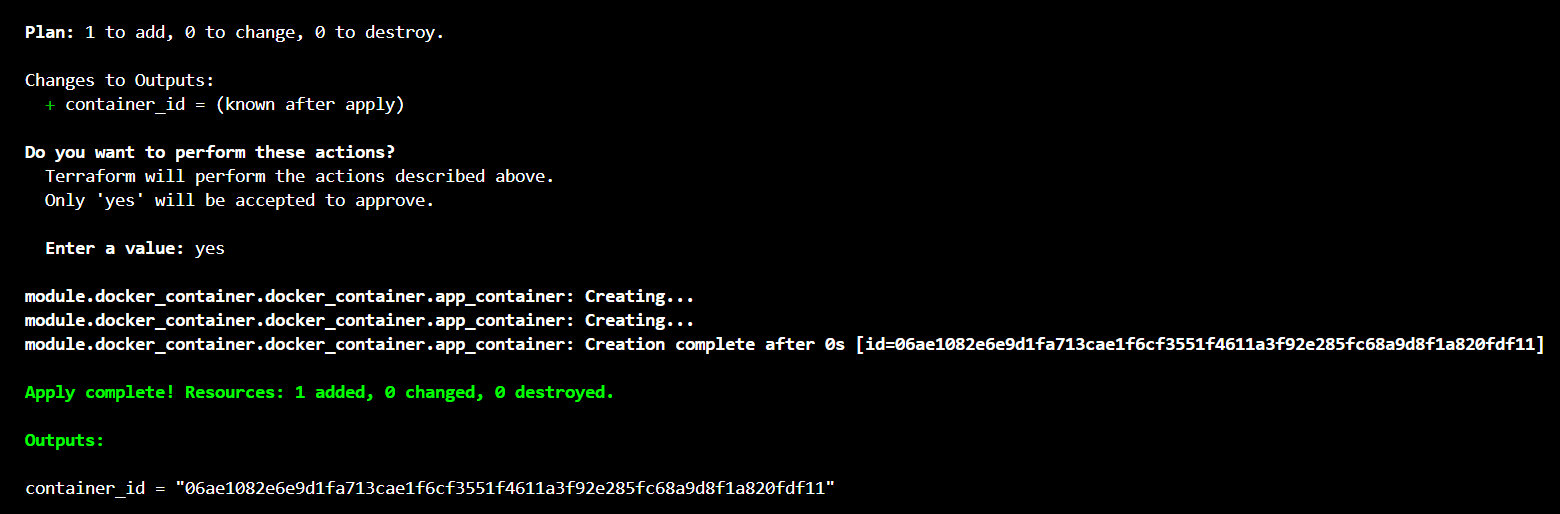 Plan: 1 to add, 0 to change, 0 to destroy.
Changes to Outputs:
+ container_id = (known after apply)
Do you want to perform these actions?
Terraform will perform the actions described above.
Only 'yes' will be accepted to approve.
Enter a value: yes
module.docker_container.docker_container.app_container: Creating...
module.docker_container.docker_container.app_container: Creating...
module.docker_container.docker_container.app_container: Creation complete after 0s [id=06ae1082e6e9d1fa713cae1f6cf3551f4611a3f92e285fc68a9d8f1a820fdf11]
Apply complete! Resources: 1 added, 0 changed, 0 destroyed.
Outputs:
container_id = "06ae1082e6e9d1fa713cae1f6cf3551f4611a3f92e285fc68a9d8f1a820fdf11"